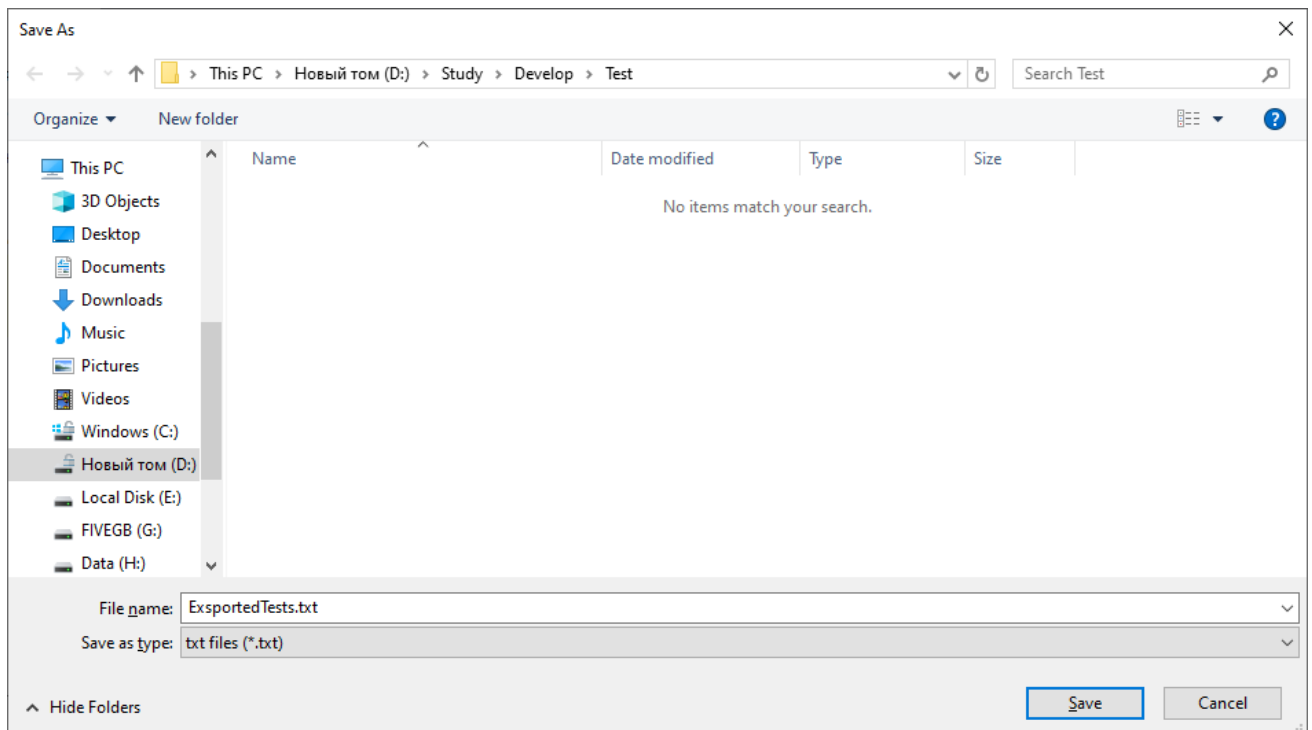 Save As
This PC > Новый том (D:) > Study > Develop > Test
Search Test
Organize
New folder
Name
Date modified
Type
Size
No items match your search.
This PC
3D Objects
Desktop
Documents
Downloads
Music
Pictures
Videos
Windows (C:)
Новый том (D:)
Local Disk (E:)
FIVEGB (G:)
Data (H:)
File name: ExsportedTests.txt
Save as type: txt files (*.txt)
Hide Folders
Save
Cancel